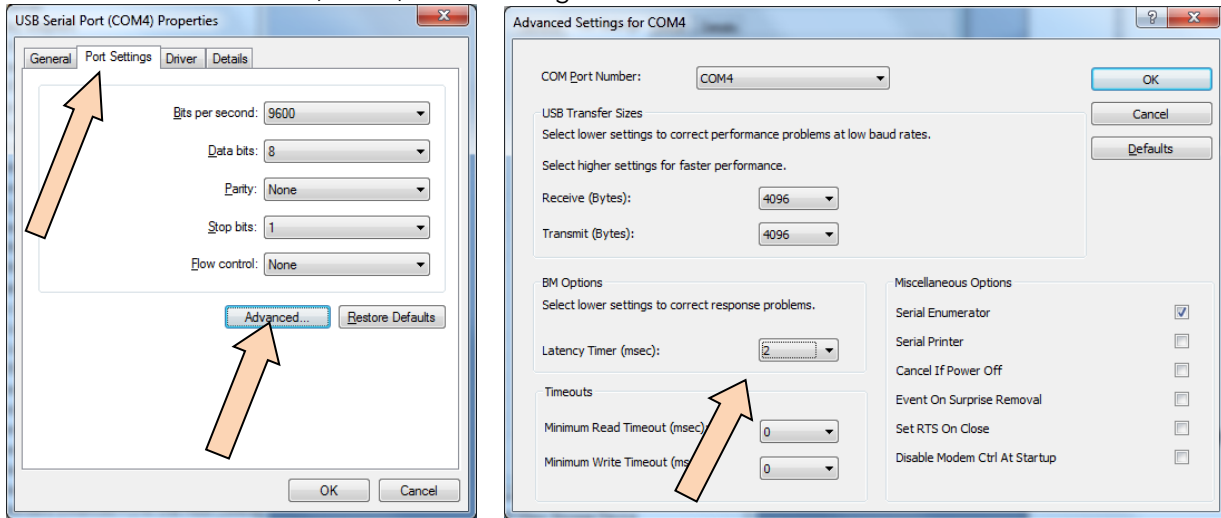 USB Serial Port (COM4) Properties
General Port Settings Driver Details
Bits per second: 9600
Data bits: 8
Parity: None
Stop bits: 1
Flow control: None
Advanced... Restore Defaults
OK Cancel
Advanced Settings for COM4
COM Port Number: COM4
OK
Cancel
Defaults
USB Transfer Sizes
Select lower settings to correct performance problems at low baud rates.
Select higher settings for faster performance.
Receive (Bytes): 4096
Transmit (Bytes): 4096
BM Options
Select lower settings to correct response problems.
Latency Timer (msec): 2
Timeouts
Minimum Read Timeout (msec): 0
Minimum Write Timeout 0
Miscellaneous Options
Serial Enumerator
Serial Printer
Cancel If Power Off
Event On Surprise Removal
Set RTS On Close
Disable Modem Ctrl At Startup